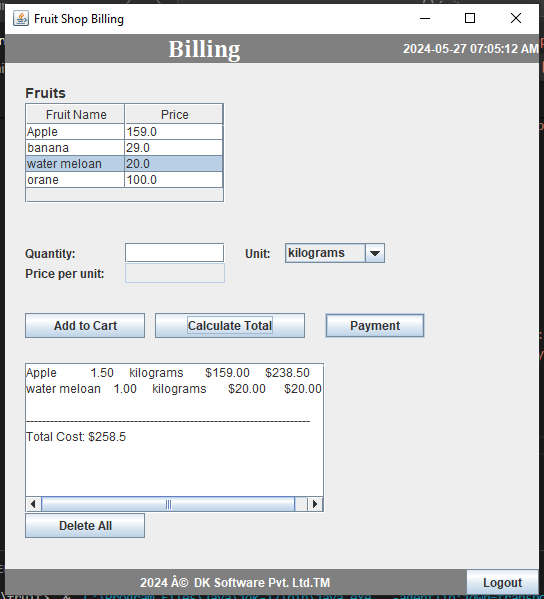 Fruit Shop Billing
Billing 2024-05-27 07:05:12 AM
Fruits
Fruit Name Price
Apple 159.0
banana 29.0
water meloan 20.0
orane 100.0
Quantity: Unit: kilograms
Price per unit:
Add to Cart Calculate Total Payment
Apple 1.50 kilograms $159.00 $238.50
water meloan 1.00 kilograms $20.00 $20.00
--------------------------------------------------------------------------------
Total Cost: $258.5
Delete All
2024 Â© DK Software Pvt. Ltd.TM Logout